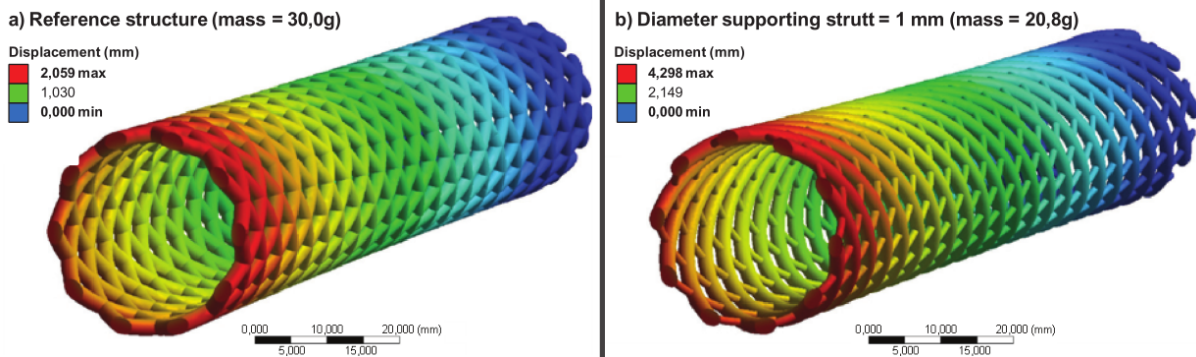 a) Reference structure (mass = 30,0g)
Displacement (mm)
2,059 max
1,030
0,000 min
0,000 10,000 20,000 (mm)
5,000 15,000
b) Diameter supporting strutt = 1 mm (mass = 20,8g)
Displacement (mm)
4,298 max
2,149
0,000 min
0,000 10,000 20,000 (mm)
5,000 15,000